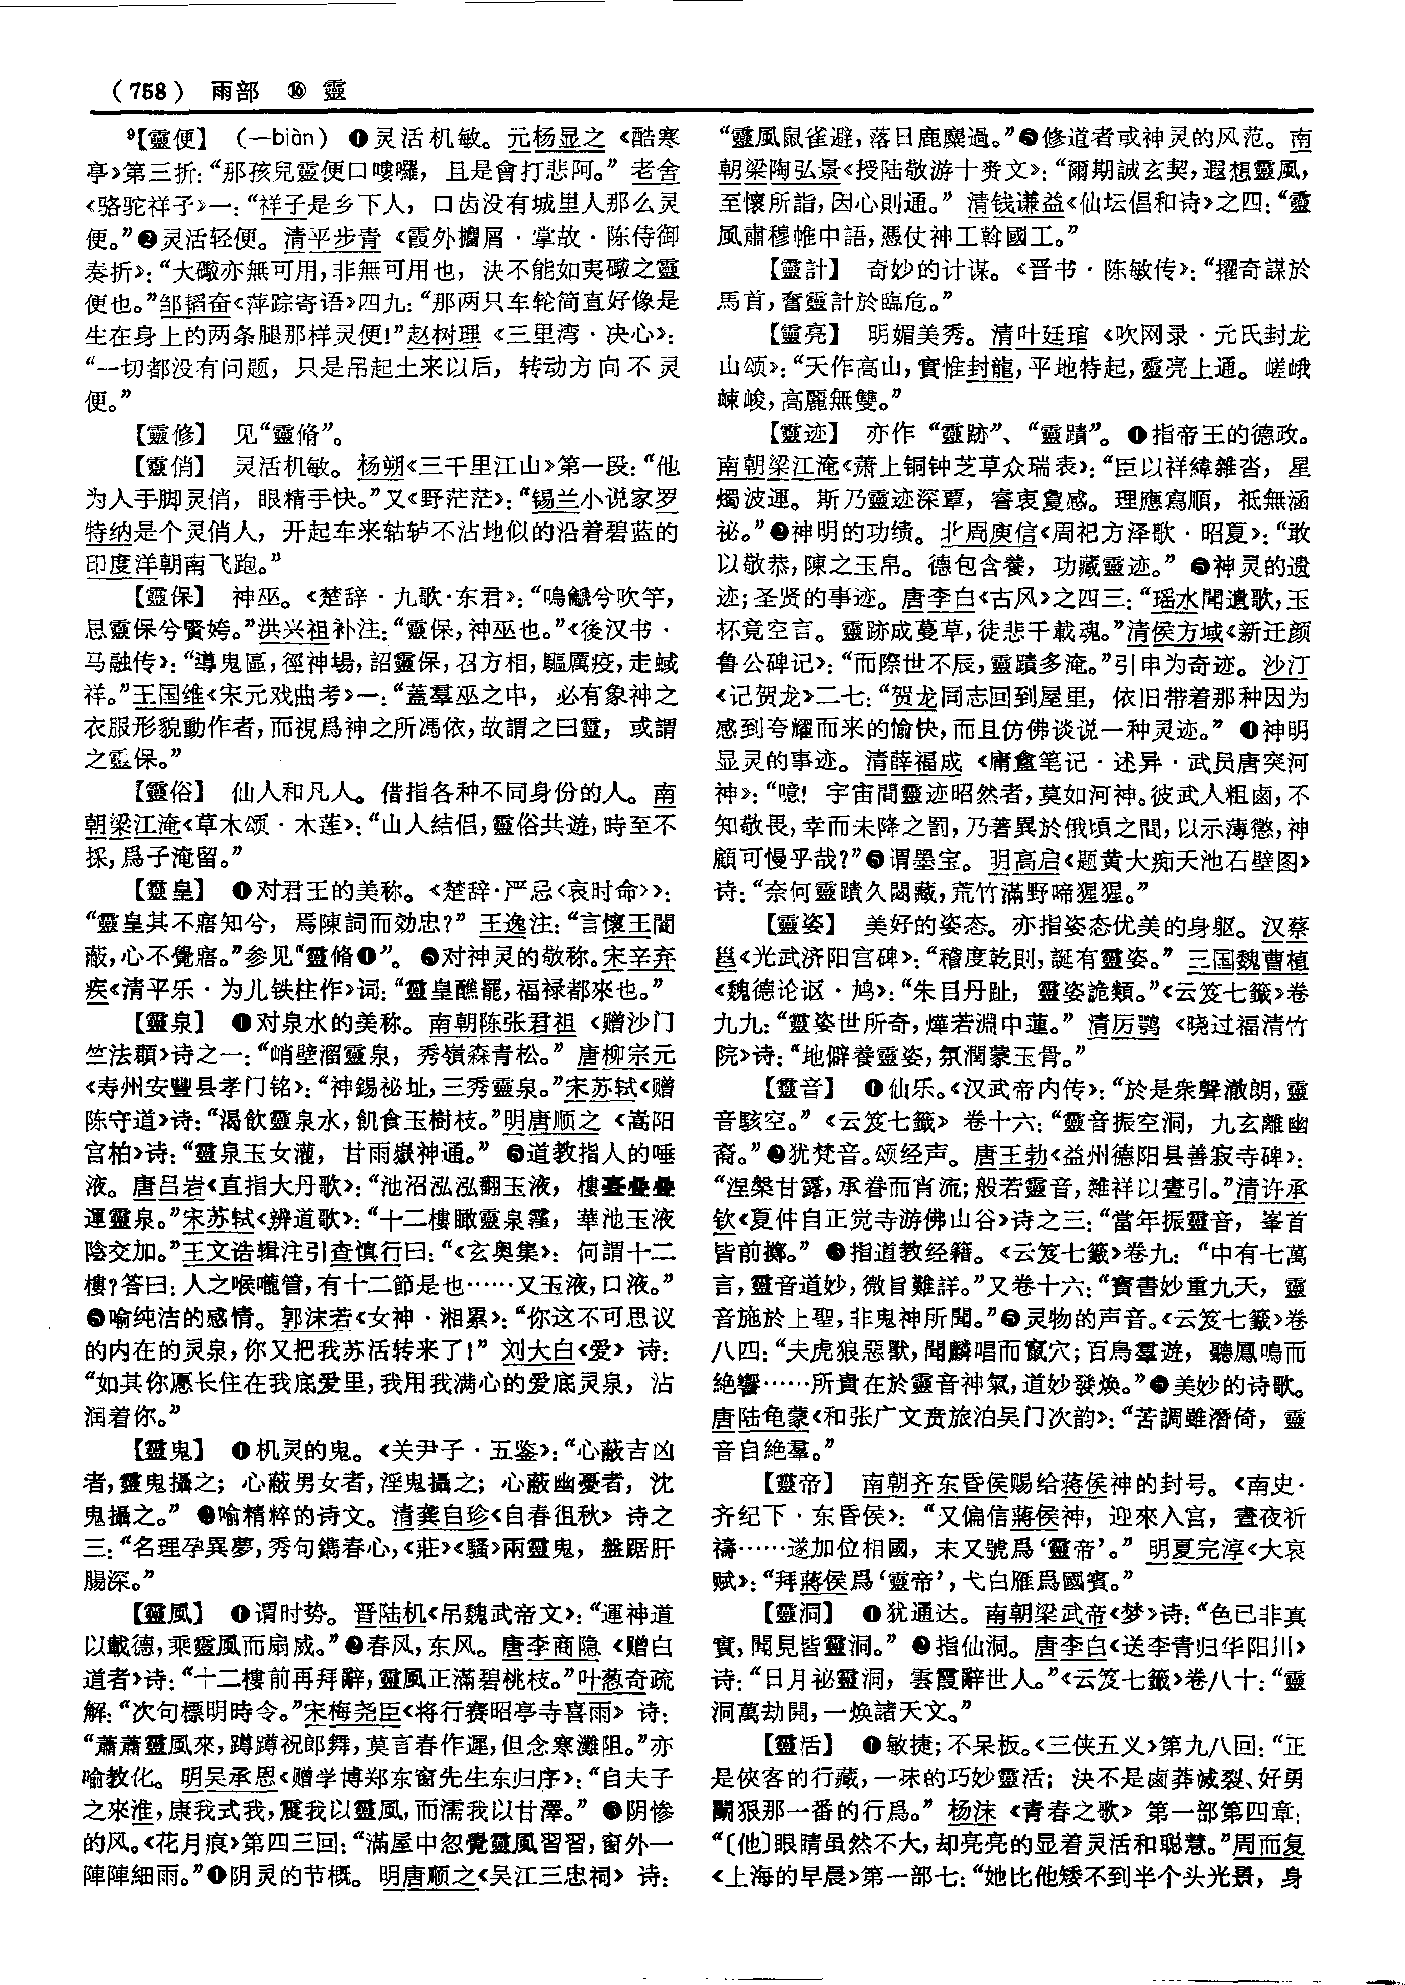 （758） 雨部 ⑯ 靈
⁹【靈便】 （—biàn）❶灵活机敏。元杨显之《酷寒
亭》第三折：“那孩兒靈便口嘍囉，且是會打悲阿。”老舍
《骆驼祥子》一：“祥子是乡下人，口齿没有城里人那么灵
便。”❷灵活轻便。清平步青《霞外攟屑·掌故·陈侍御
奏折》：“大礮亦無可用，非無可用也，決不能如夷礮之靈
便也。”邹韬奋《萍踪寄语》四九：“那两只车轮简直好像是
生在身上的两条腿那样灵便！”赵树理《三里湾·决心》：
“一切都没有问题，只是吊起土来以后，转动方向不灵
便。”
【靈修】 见“靈脩”。
【靈俏】 灵活机敏。杨朔《三千里江山》第一段：“他
为人手脚灵俏，眼精手快。”又《野茫茫》：“锡兰小说家罗
特纳是个灵俏人，开起车来轱轳不沾地似的沿着碧蓝的
印度洋朝南飞跑。”
【靈保】 神巫。《楚辞·九歌·东君》：“鳴鷈兮吹竽，
思靈保兮賢姱。”洪兴祖补注：“靈保，神巫也。”《後汉书·
马融传》：“導鬼區，徑神場，詔靈保，召方相，驅厲疫，走蜮
祥。”王国维《宋元戏曲考》一：“蓋羣巫之中，必有象神之
衣服形貌動作者，而視爲神之所馮依，故謂之曰靈，或謂
之靈保。”
【靈俗】 仙人和凡人。借指各种不同身份的人。南
朝梁江淹《草木颂·木莲》：“山人结侣，靈俗共遊，時至不
採，爲子淹留。”
【靈皇】 ❶对君王的美称。《楚辞·严忌〈哀时命〉》：
“靈皇其不寤知兮，焉陳詞而効忠？”王逸注：“言懷王闇
蔽，心不覺寤。”参见“靈脩❶”。❷对神灵的敬称。宋辛弃
疾《清平乐·为儿铁柱作》词：“靈皇醮罷，福禄都來也。”
【靈泉】 ❶对泉水的美称。南朝陈张君祖《赠沙门
竺法頵》诗之一：“峭壁溜靈泉，秀嶺森青松。”唐柳宗元
《寿州安豐县孝门铭》：“神錫祕址，三秀靈泉。”宋苏轼《赠
陈守道》诗：“渴飲靈泉水，飢食玉樹枝。”明唐顺之《嵩阳
宫柏》诗：“靈泉玉女灌，甘雨嶽神通。”❷道教指人的唾
液。唐吕岩《直指大丹歌》：“池沼泓泓翻玉液，樓臺疊疊
運靈泉。”宋苏轼《辨道歌》：“十二樓瞰靈泉霪，華池玉液
陰交加。”王文诰辑注引查慎行曰：“《玄奥集》：何謂十二
樓？答曰：人之喉嚨管，有十二節是也……又玉液，口液。”
❸喻纯洁的感情。郭沫若《女神·湘累》：“你这不可思议
的内在的灵泉，你又把我苏活转来了！”刘大白《爱》诗：
“如其你愿长住在我底爱里，我用我满心的爱底灵泉，沾
润着你。”
【靈鬼】 ❶机灵的鬼。《关尹子·五鉴》：“心蔽吉凶
者，靈鬼攝之；心蔽男女者，淫鬼攝之；心蔽幽憂者，沈
鬼攝之。”❷喻精粹的诗文。清龚自珍《自春徂秋》诗之
三：“名理孕異夢，秀句鐫春心，《莊》《騷》兩靈鬼，盤踞肝
腸深。”
【靈風】 ❶谓时势。晋陆机《吊魏武帝文》：“運神道
以載德，乘靈風而扇威。”❷春风，东风。唐李商隐《赠白
道者》诗：“十二樓前再拜辭，靈風正滿碧桃枝。”叶葱奇疏
解：“次句標明時令。”宋梅尧臣《将行赛昭亭寺喜雨》诗：
“蕭蕭靈風來，蹲蹲祝郎舞，莫言春作遲，但念寒灘阻。”亦
喻教化。明吴承恩《赠学博郑东窗先生东归序》：“自夫子
之來淮，康我式我，震我以靈風，而濡我以甘澤。”❸阴惨
的风。《花月痕》第四三回：“滿屋中忽覺靈風習習，窗外一
陣陣細雨。”❹阴灵的节概。明唐顺之《吴江三忠祠》诗：
“靈風鼠雀避，落日鹿麋過。”❺修道者或神灵的风范。南
朝梁陶弘景《授陆敬游十赉文》：“爾期誠玄契，遐想靈風，
至懷所詣，因心則通。”清钱谦益《仙坛倡和诗》之四：“靈
風肅穆帷中語，憑仗神工幹國工。”
【靈計】 奇妙的计谋。《晋书·陈敏传》：“擢奇謀於
馬首，奮靈計於臨危。”
【靈亮】 明媚美秀。清叶廷琯《吹网录·元氏封龙
山颂》：“天作高山，實惟封龍，平地特起，靈亮上通。嵯峨
崠峻，高麗無雙。”
【靈迹】 亦作“靈跡”、“靈蹟”。❶指帝王的德政。
南朝梁江淹《萧上铜钟芝草众瑞表》：“臣以祥緯雜沓，星
燭波運。斯乃靈迹深覃，睿衷敻感。理應寫順，祇無涵
祕。”❷神明的功绩。北周庾信《周祀方泽歌·昭夏》：“敢
以敬恭，陳之玉帛。德包含養，功藏靈迹。”❸神灵的遗
迹；圣贤的事迹。唐李白《古风》之四三：“瑶水聞遺歌，玉
杯竟空言。靈跡成蔓草，徒悲千載魂。”清侯方域《新迁颜
鲁公碑记》：“而際世不辰，靈蹟多淹。”引申为奇迹。沙汀
《记贺龙》二七：“贺龙同志回到屋里，依旧带着那种因为
感到夸耀而来的愉快，而且仿佛谈说一种灵迹。”❹神明
显灵的事迹。清薛福成《庸盦笔记·述异·武员唐突河
神》：“噫！宇宙間靈迹昭然者，莫如河神。彼武人粗鹵，不
知敬畏，幸而未降之罰，乃著異於俄頃之間，以示薄懲，神
顧可慢乎哉？”❺谓墨宝。明高启《题黄大痴天池石壁图》
诗：“奈何靈蹟久閟藏，荒竹滿野啼猩猩。”
【靈姿】 美好的姿态。亦指姿态优美的身躯。汉蔡
邕《光武济阳宫碑》：“稽度乾則，誕有靈姿。”三国魏曹植
《魏德论讴·鸠》：“朱目丹趾，靈姿詭類。”《云笈七籤》卷
九九：“靈姿世所奇，燁若淵中蓮。”清厉鹗《晓过福清竹
院》诗：“地僻養靈姿，氛潤蒙玉骨。”
【靈音】 ❶仙乐。《汉武帝内传》：“於是衆聲澈朗，靈
音駭空。”《云笈七籤》卷十六：“靈音振空洞，九玄離幽
裔。”❷犹梵音。颂经声。唐王勃《益州德阳县善寂寺碑》：
“涅槃甘露，承眷而肖流；般若靈音，雜祥以晝引。”清许承
钦《夏仲自正觉寺游佛山谷》诗之三：“當年振靈音，峯首
皆前擲。”❸指道教经籍。《云笈七籤》卷九：“中有七萬
言，靈音道妙，微旨難詳。”又卷十六：“寳書妙重九天，靈
音施於上聖，非鬼神所聞。”❹灵物的声音。《云笈七籤》卷
八四：“夫虎狼惡獸，聞麟唱而竄穴；百鳥羣遊，聽鳳鳴而
絶響……所貴在於靈音神氣，道妙發焕。”❺美妙的诗歌。
唐陆龟蒙《和张广文贲旅泊吴门次韵》：“苦調雖潛倚，靈
音自絶羣。”
【靈帝】 南朝齐东昏侯赐给蒋侯神的封号。《南史·
齐纪下·东昏侯》：“又偏信蔣侯神，迎來入宫，晝夜祈
禱……遂加位相國，末又號爲‘靈帝’。”明夏完淳《大哀
赋》：“拜蔣侯爲‘靈帝’，弋白雁爲國賓。”
【靈洞】 ❶犹通达。南朝梁武帝《梦》诗：“色已非真
實，聞見皆靈洞。”❷指仙洞。唐李白《送李青归华阳川》
诗：“日月祕靈洞，雲霞辭世人。”《云笈七籤》卷八十：“靈
洞萬劫開，一焕諸天文。”
【靈活】 ❶敏捷；不呆板。《三侠五义》第九八回：“正
是俠客的行藏，一味的巧妙靈活；決不是鹵莽滅裂、好勇
鬭狠那一番的行爲。”杨沫《青春之歌》第一部第四章：
“〔他〕眼睛虽然不大，却亮亮的显着灵活和聪慧。”周而复
《上海的早晨》第一部七：“她比他矮不到半个头光景，身